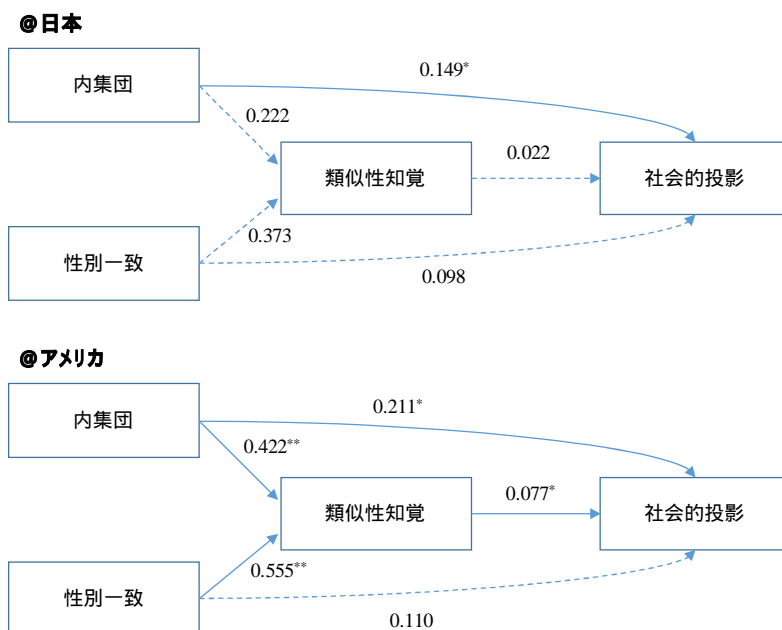 @日本
内集団
0.149*
0.222
類似性知覚
0.022
社会的投影
0.373
性別一致
0.098
@アメリカ
内集団
0.211*
0.422**
類似性知覚
0.077*
社会的投影
0.555**
性別一致
0.110